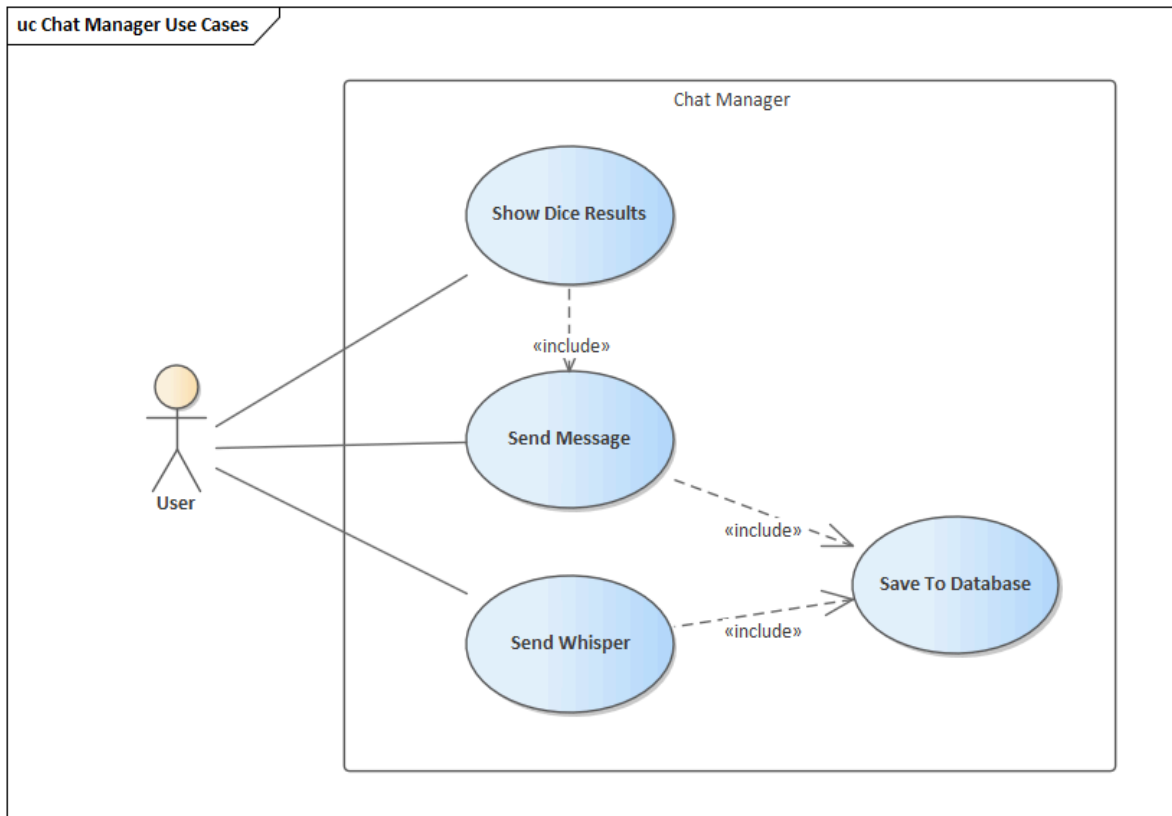 uc Chat Manager Use Cases
Chat Manager
Show Dice Results
«include»
Send Message
User
«include»
Save To Database
Send Whisper
«include»